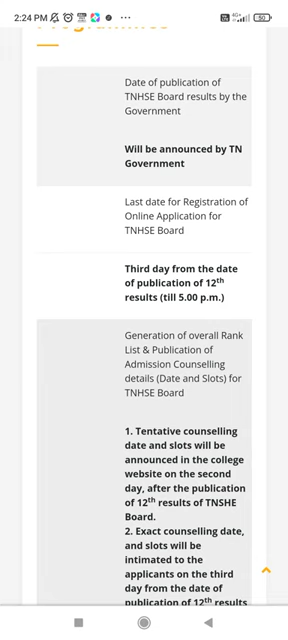 2:24 PM
4G+
50
Date of publication of
TNHSE Board results by the
Government
Will be announced by TN
Government
Last date for Registration of
Online Application for
TNHSE Board
Third day from the date
of publication of 12th
results (till 5.00 p.m.)
Generation of overall Rank
List & Publication of
Admission Counselling
details (Date and Slots) for
TNHSE Board
1. Tentative counselling
date and slots will be
announced in the college
website on the second
day, after the publication
of 12th results of TNSHE
Board.
2. Exact counselling date,
and slots will be
intimated to the
applicants on the third
day from the date of
publication of 12th results